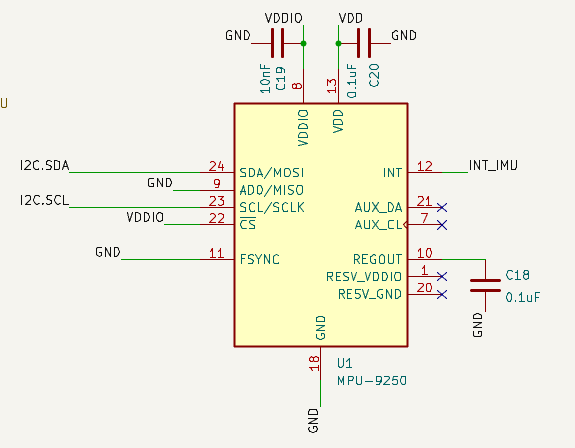 VDDIO VDD
GND GND
10nF C19 0.1uF C20
8 13
U
VDDIO VDD
I2C.SDA 24 SDA/MOSI INT 12 INT_IMU
GND 9 AD0/MISO
I2C.SCL 23 SCL/SCLK AUX_DA 21
VDDIO 22 CS AUX_CL 7
GND 11 FSYNC REGOUT 10
RESV_VDDIO 1 C18
RESV_GND 20 0.1uF
GND
GND
18 U1
MPU-9250
GND